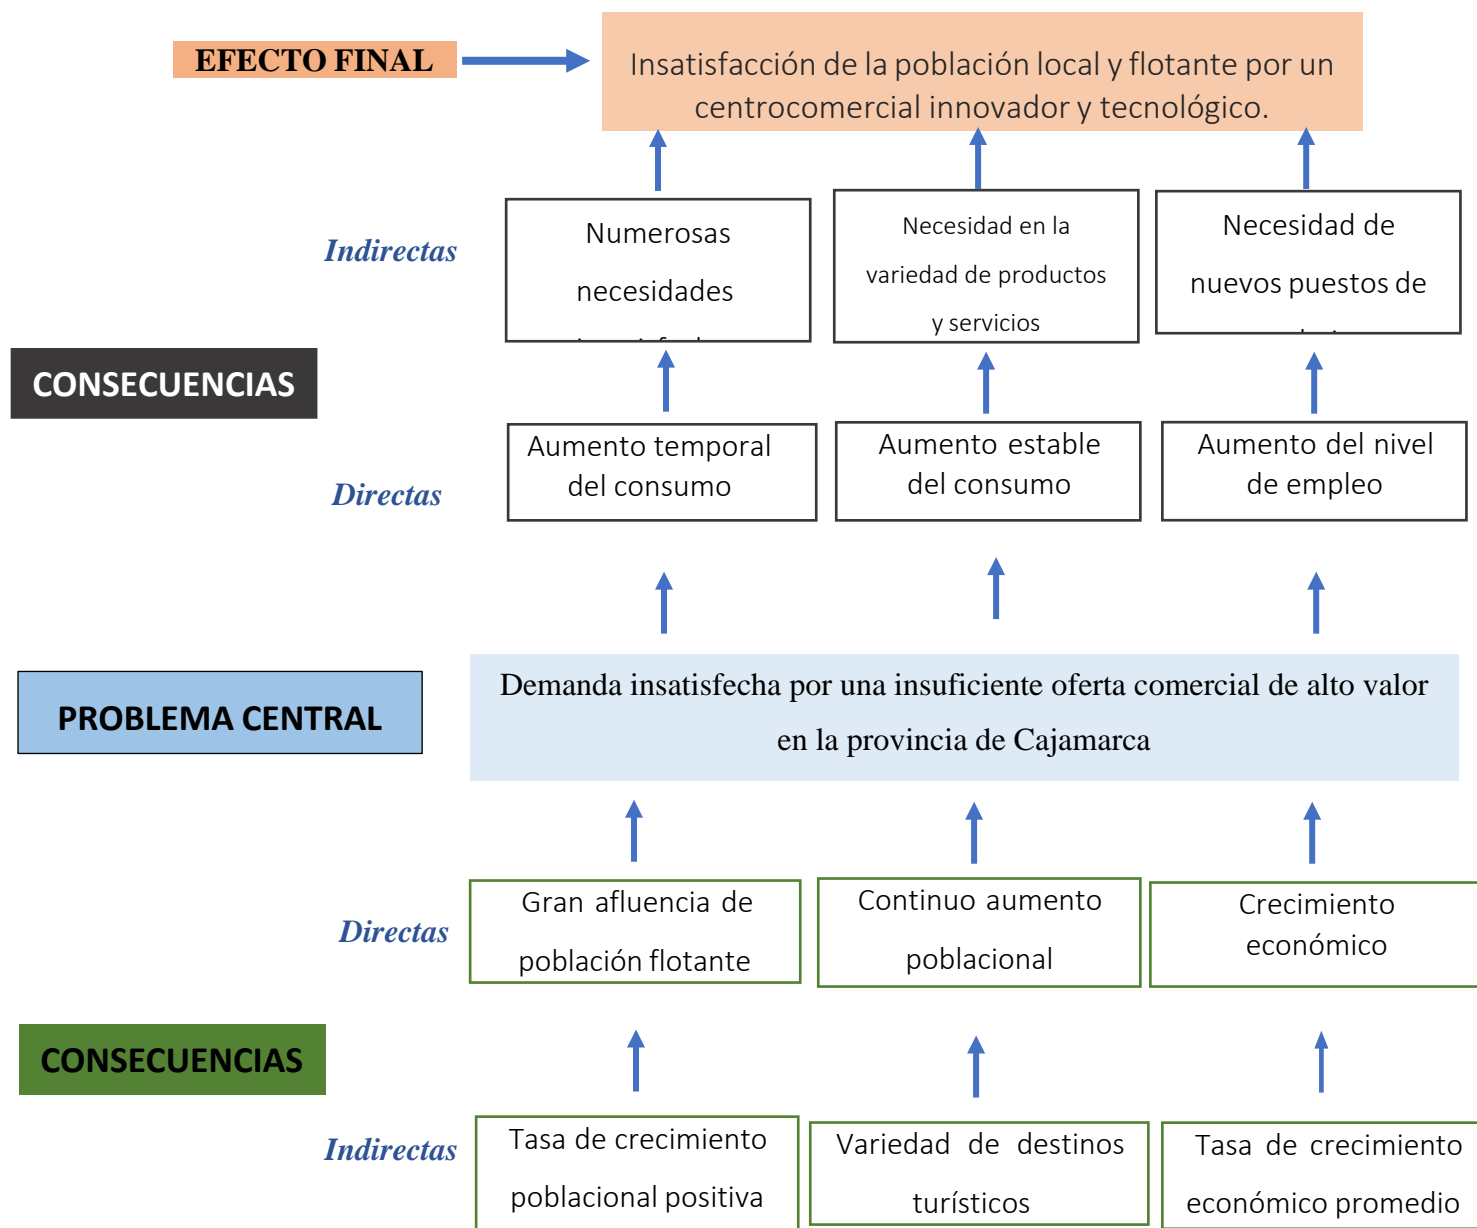 EFECTO FINAL
Insatisfacción de la población local y flotante por un
centrocomercial innovador y tecnológico.
Indirectas
Numerosas
necesidades
Necesidad en la
variedad de productos
y servicios
Necesidad de
nuevos puestos de
CONSECUENCIAS
Directas
Aumento temporal
del consumo
Aumento estable
del consumo
Aumento del nivel
de empleo
PROBLEMA CENTRAL
Demanda insatisfecha por una insuficiente oferta comercial de alto valor
en la provincia de Cajamarca
Directas
Gran afluencia de
población flotante
Continuo aumento
poblacional
Crecimiento
económico
CONSECUENCIAS
Indirectas
Tasa de crecimiento
poblacional positiva
Variedad de destinos
turísticos
Tasa de crecimiento
económico promedio